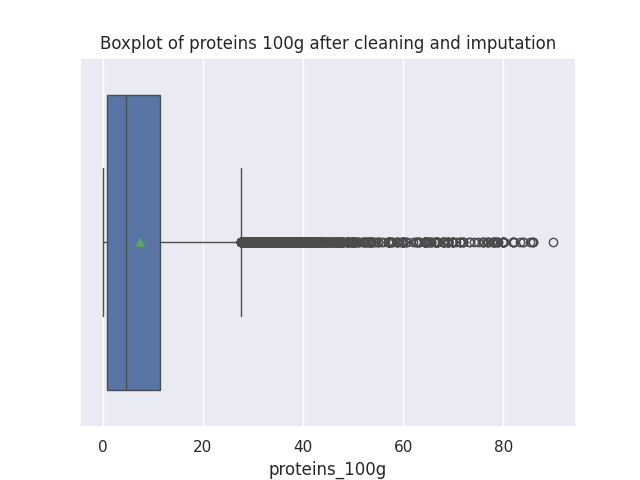 Boxplot of proteins 100g after cleaning and imputation
0 20 40 60 80
proteins_100g